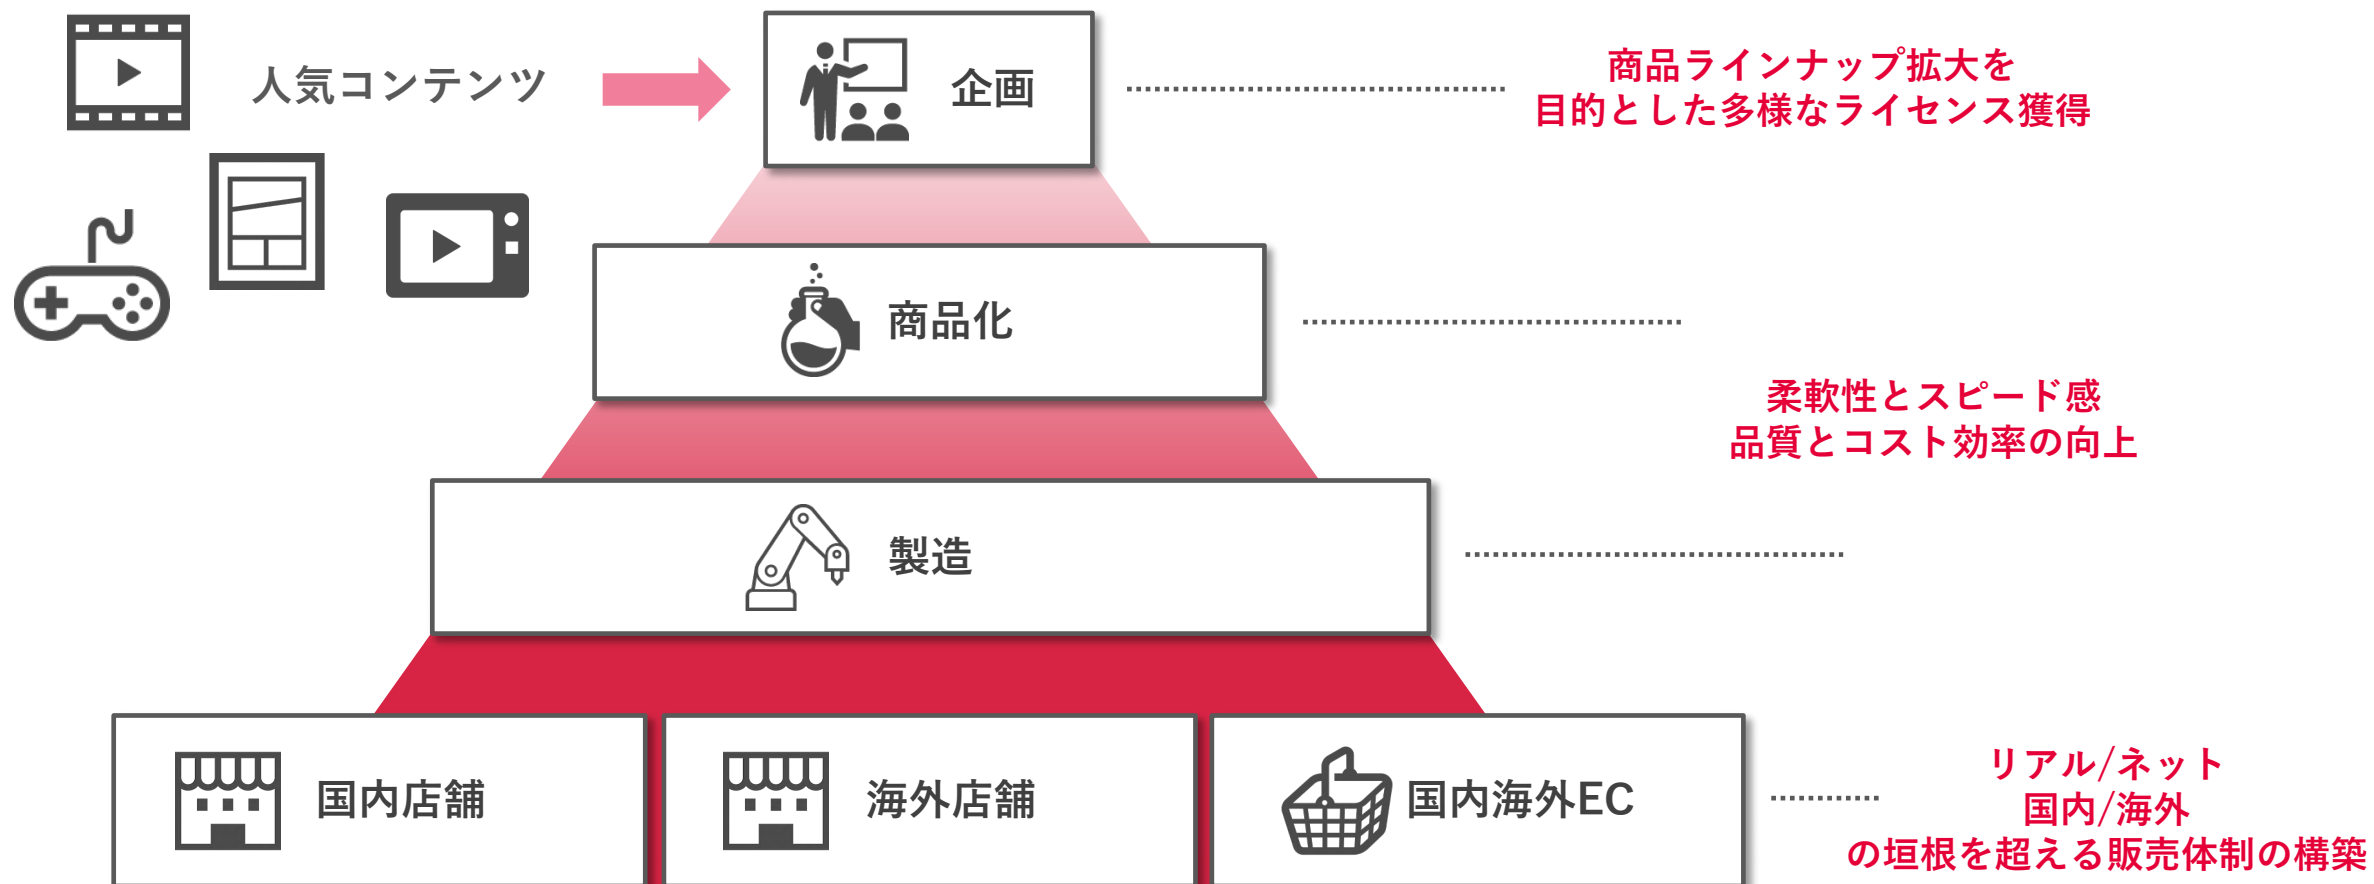 人気コンテンツ
企画
商品ラインナップ拡大を
目的とした多様なライセンス獲得
商品化
柔軟性とスピード感
品質とコスト効率の向上
製造
国内店舗
海外店舗
国内海外EC
リアル/ネット
国内/海外
の垣根を超える販売体制の構築